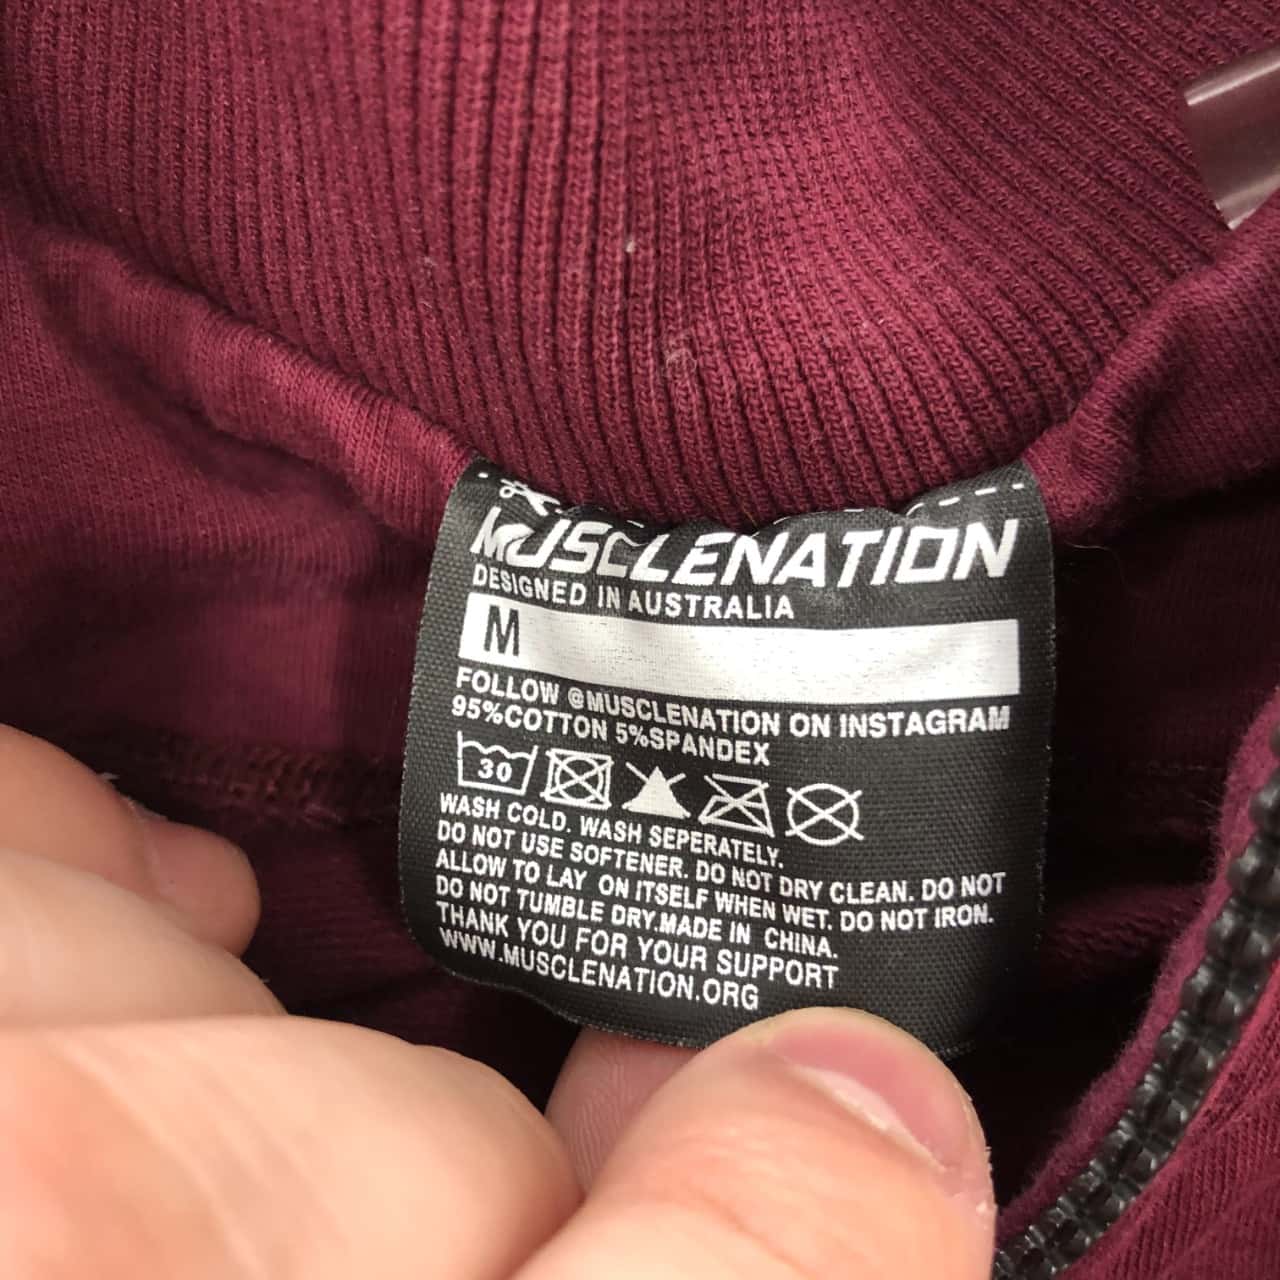 MUSCLENATION
DESIGNED IN AUSTRALIA
M
FOLLOW @MUSCLENATION ON INSTAGRAM
95%COTTON 5%SPANDEX
30
WASH COLD. WASH SEPERATELY.
DO NOT USE SOFTENER. DO NOT DRY CLEAN. DO NOT
ALLOW TO LAY ON ITSELF WHEN WET. DO NOT IRON.
DO NOT TUMBLE DRY.MADE IN CHINA.
THANK YOU FOR YOUR SUPPORT
WWW.MUSCLENATION.ORG